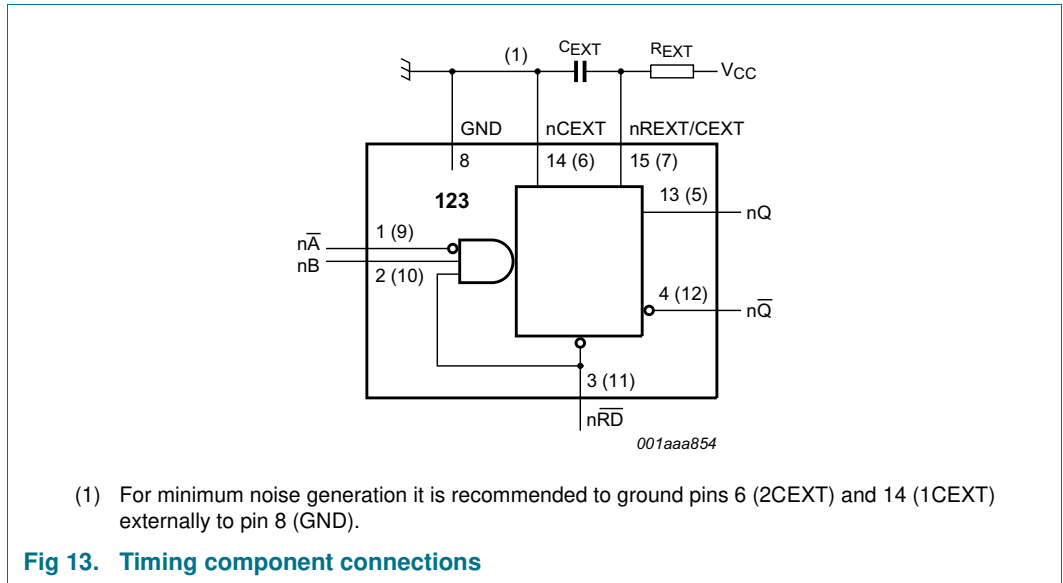 (1) CEXT REXT VCC
GND nCEXT nREXT/CEXT
8 14 (6) 15 (7)
123 13 (5) nQ
nA̅ 1 (9)
nB 2 (10)
4 (12) nQ̅
3 (11)
nR̅D̅
001aaa854
(1) For minimum noise generation it is recommended to ground pins 6 (2CEXT) and 14 (1CEXT)
externally to pin 8 (GND).
Fig 13. Timing component connections